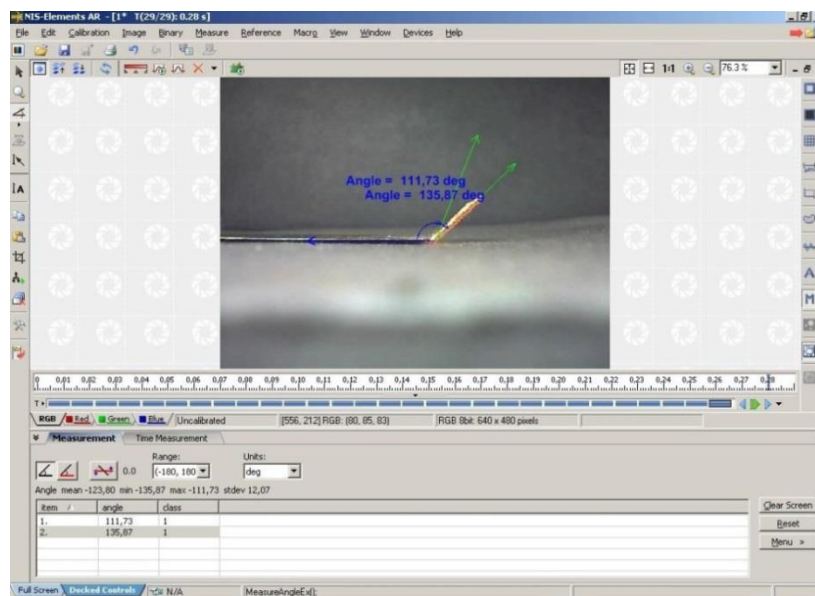 NIS-Elements AR - [1* T(29/29): 0.28 s]
File Edit Calibration Image Binary Measure Reference Macro View Window Devices Help
1:1 76.3 %
Angle = 111,73 deg
Angle = 135,87 deg
0 0,01 0,02 0,03 0,04 0,05 0,06 0,07 0,08 0,09 0,10 0,11 0,12 0,13 0,14 0,15 0,16 0,17 0,18 0,19 0,20 0,21 0,22 0,23 0,24 0,25 0,26 0,27 0,28
T
RGB Red Green Blue Uncalibrated [556, 212] RGB: (80, 85, 83) RGB 8bit: 640 x 480 pixels
Measurement Time Measurement
Range: Units:
0.0 (-180, 180 deg
Angle mean -123,80 min -135,87 max -111,73 stdev 12,07
item angle class
1. 111,73 1
2. 135,87 1
Clear Screen
Reset
Menu »
Full Screen Docked Controls N/A MeasureAngleEx();